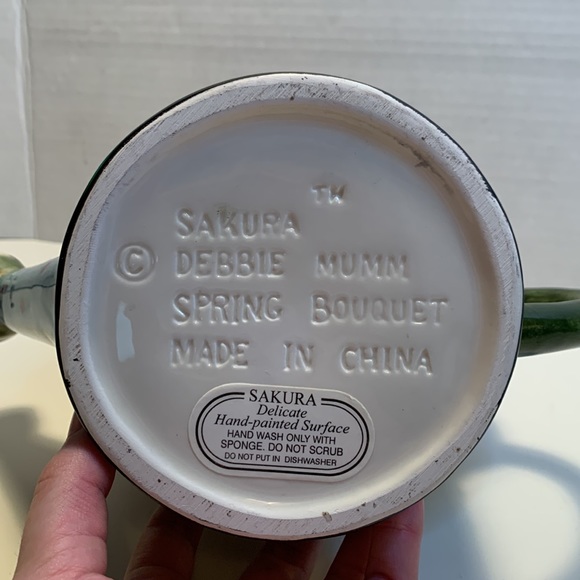 SAKURA ™
© DEBBIE MUMM
SPRING BOUQUET
MADE IN CHINA
SAKURA
Delicate
Hand-painted Surface
HAND WASH ONLY WITH
SPONGE. DO NOT SCRUB
DO NOT PUT IN DISHWASHER